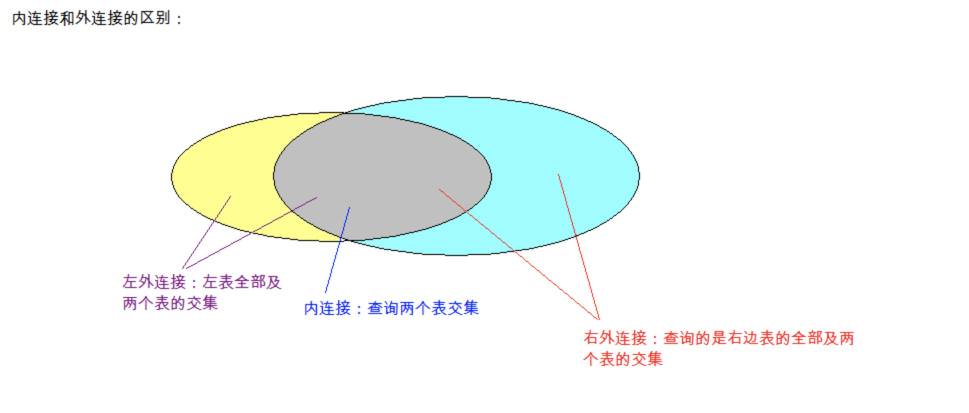 内连接和外连接的区别：
左外连接：左表全部及
两个表的交集
内连接：查询两个表交集
右外连接：查询的是右边表的全部及两
个表的交集